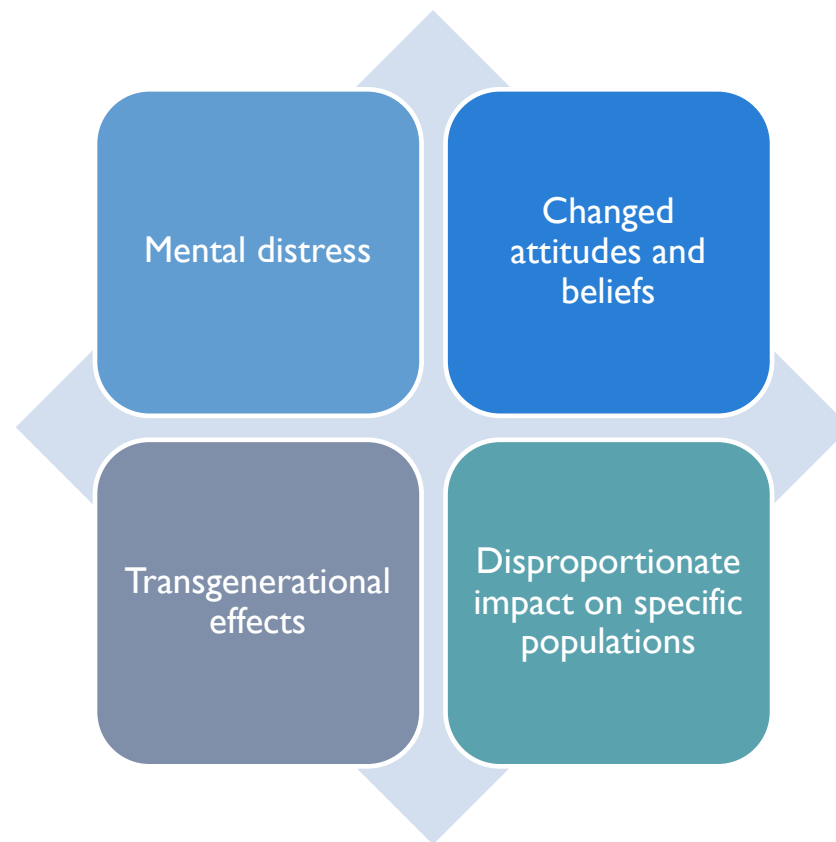 Mental distress
Changed
attitudes and
beliefs
Transgenerational
effects
Disproportionate
impact on specific
populations